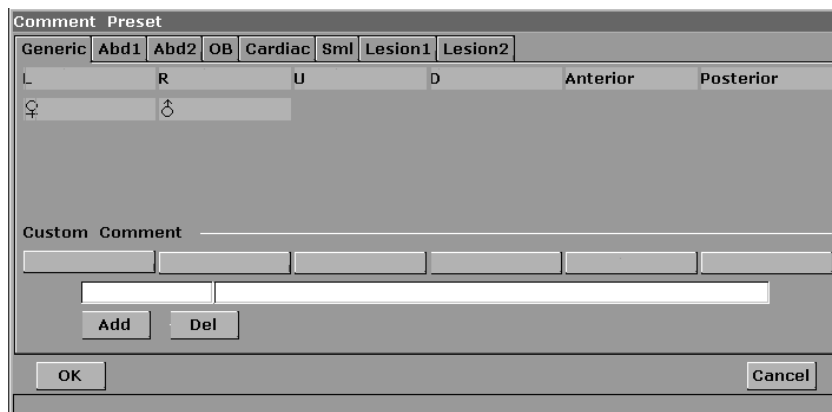 Comment Preset
Generic Abd1 Abd2 OB Cardiac Sml Lesion1 Lesion2
L R U D Anterior Posterior
♀ ♂
Custom Comment
Add Del
OK Cancel